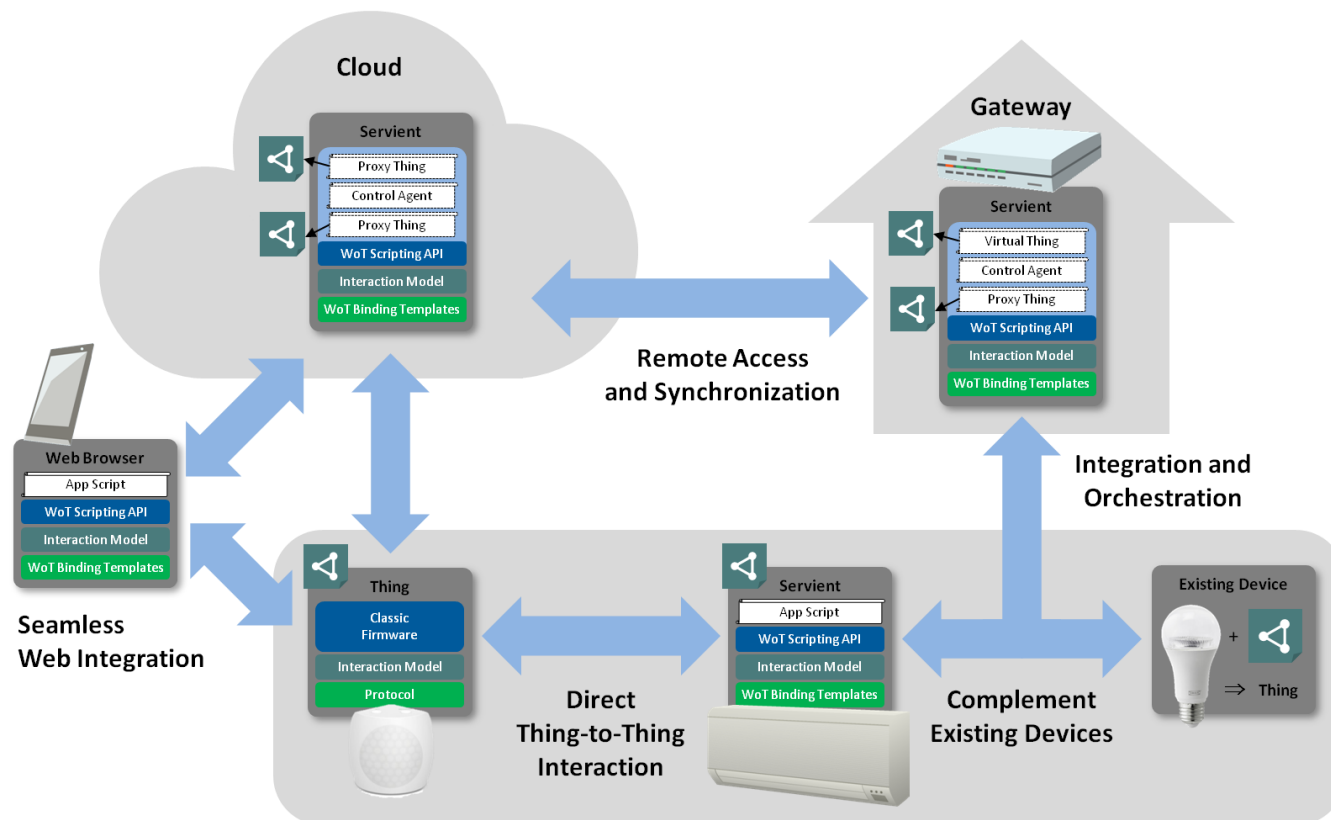 Cloud
Servient
Proxy Thing
Control Agent
Proxy Thing
WoT Scripting API
Interaction Model
WoT Binding Templates
Gateway
Servient
Virtual Thing
Control Agent
Proxy Thing
WoT Scripting API
Interaction Model
WoT Binding Templates
Remote Access
and Synchronization
Web Browser
App Script
WoT Scripting API
Interaction Model
WoT Binding Templates
Seamless
Web Integration
Integration and
Orchestration
Thing
Classic
Firmware
Interaction Model
Protocol
Direct
Thing-to-Thing
Interaction
Servient
App Script
WoT Scripting API
Interaction Model
WoT Binding Templates
Complement
Existing Devices
Existing Device
+
⇒ Thing